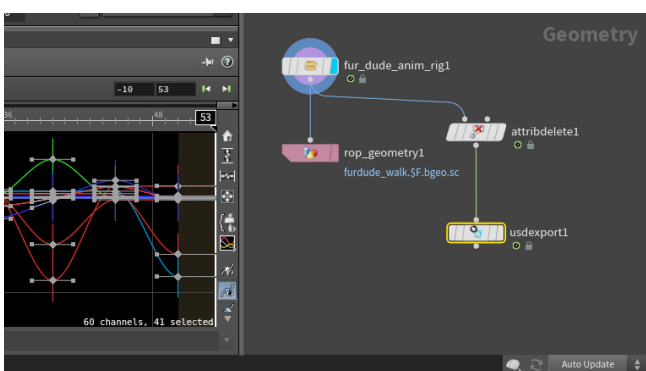 Geometry
-10 53
36 48 53
60 channels, 41 selected
fur_dude_anim_rig1
rop_geometry1
furdude_walk.$F.bgeo.sc
attribdelete1
usdexport1
Auto Update